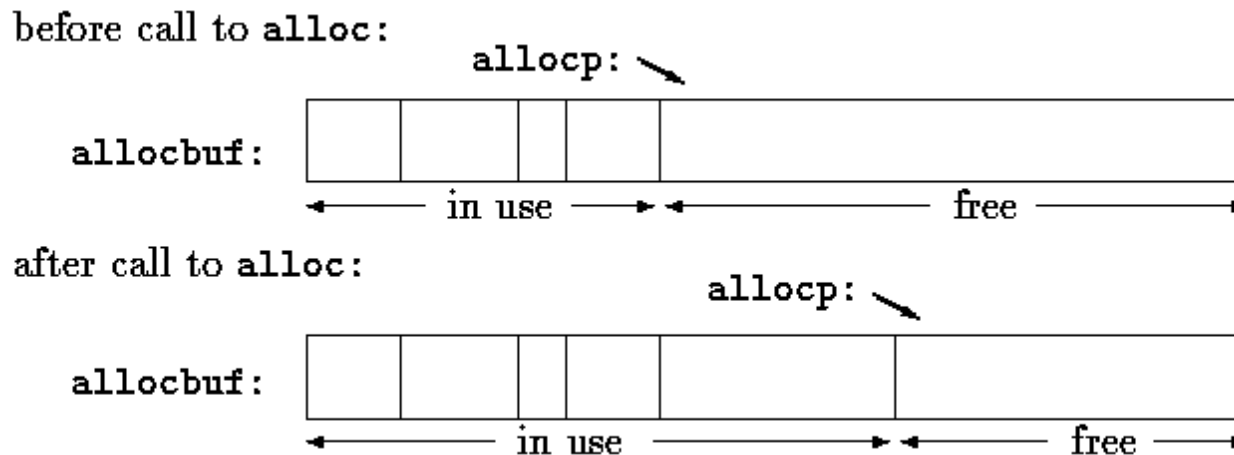 before call to alloc:
allocp:
allocbuf:
in use free
after call to alloc:
allocp:
allocbuf:
in use free